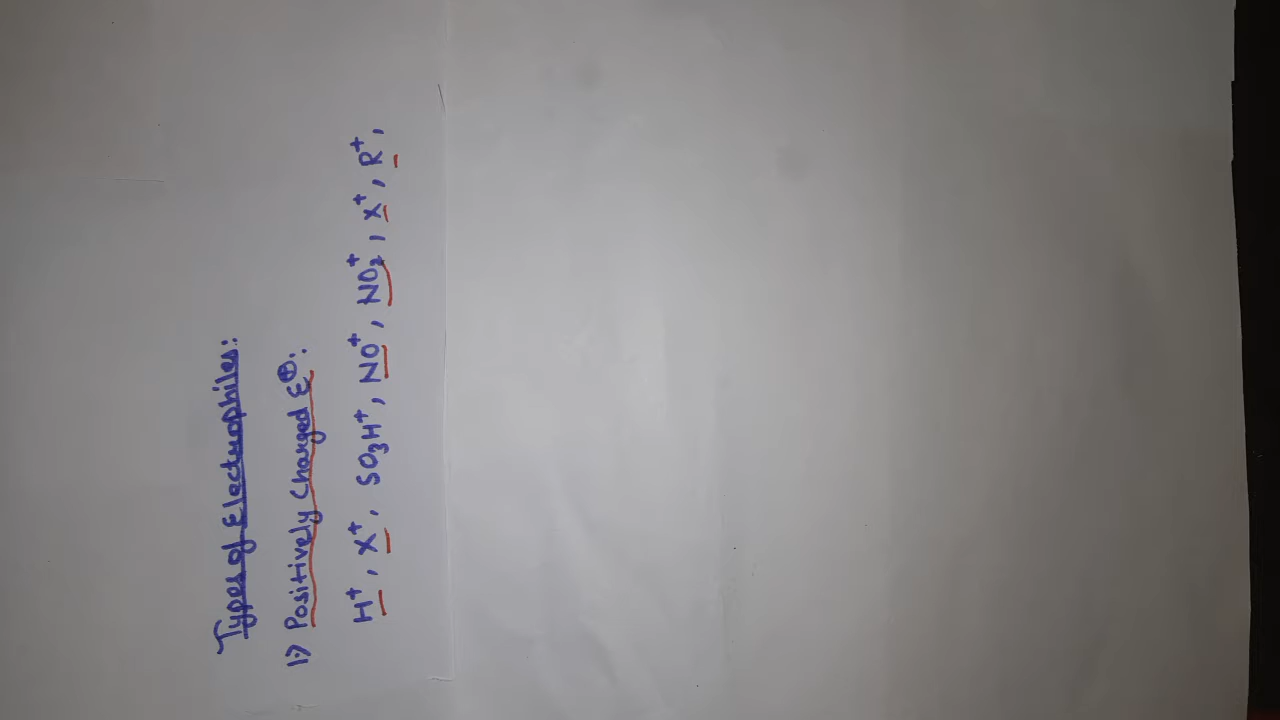 Types of Electrophiles:
1.) Positively Charged E⊕:
H⁺, X⁺, SO₃H⁺, NO⁺, NO₂⁺, X⁺, R⁺,